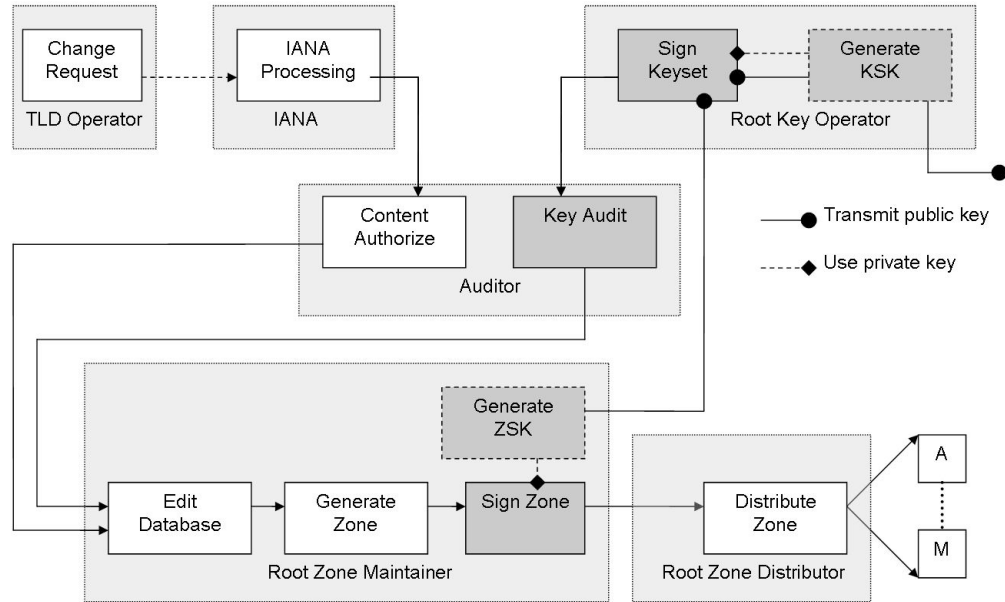 Change
Request
TLD Operator
IANA
Processing
IANA
Sign
Keyset
Generate
KSK
Root Key Operator
Content
Authorize
Key Audit
Auditor
Transmit public key
Use private key
Generate
ZSK
Edit
Database
Generate
Zone
Sign Zone
Root Zone Maintainer
Distribute
Zone
Root Zone Distributor
A
M